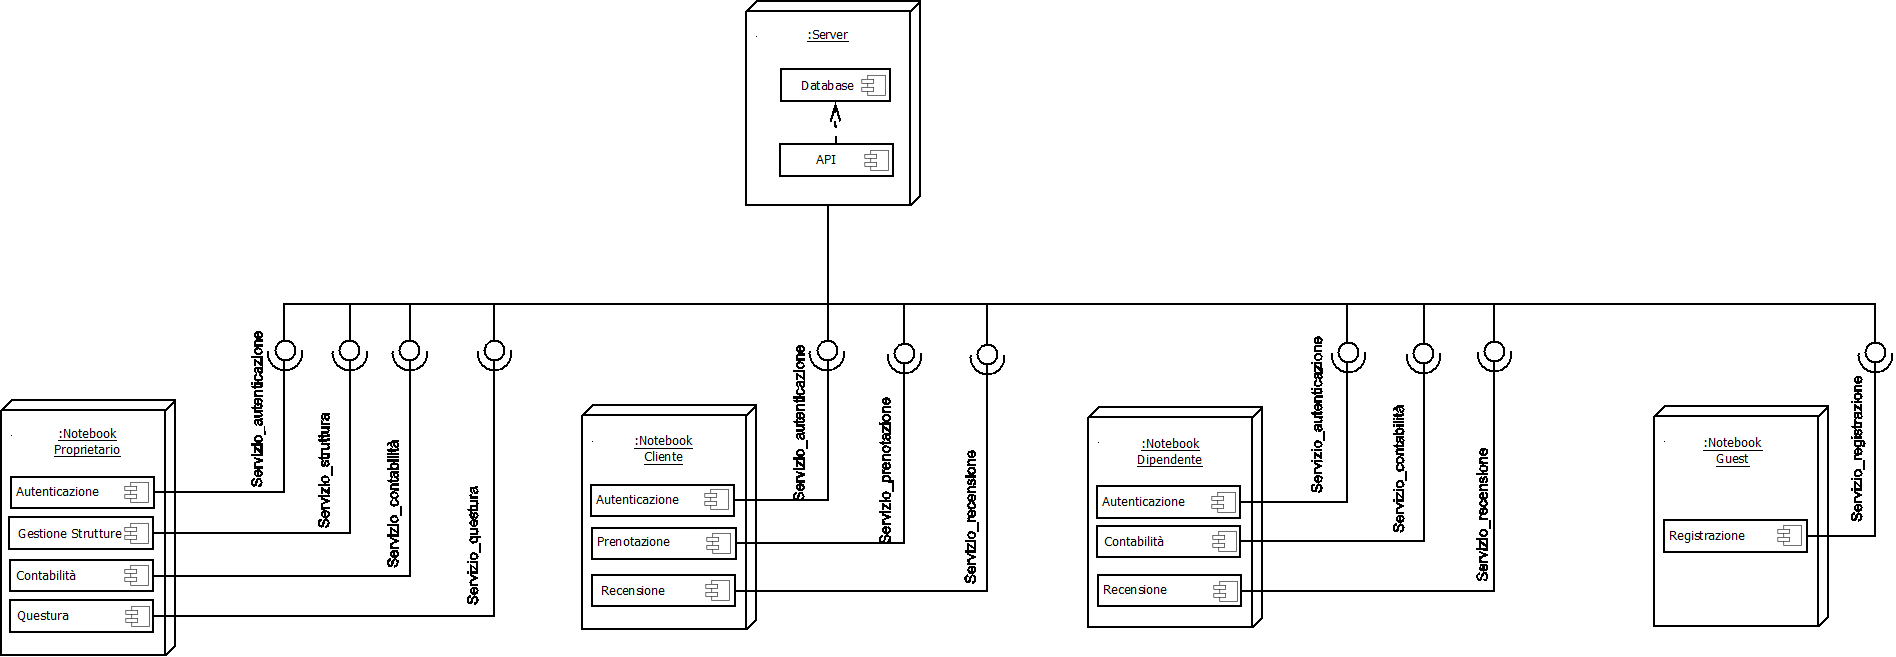 :Server
Database
API
Servizio_autenticazione
Servizio_struttura
Servizio_contabilità
Servizio_questura
Servizio_autenticazione
Servizio_prenotazione
Servizio_recensione
Servizio_autenticazione
Servizio_contabilità
Servizio_recensione
Servizio_registrazione
:Notebook
Proprietario
Autenticazione
Gestione Strutture
Contabilità
Questura
:Notebook
Cliente
Autenticazione
Prenotazione
Recensione
:Notebook
Dipendente
Autenticazione
Contabilità
Recensione
:Notebook
Guest
Registrazione